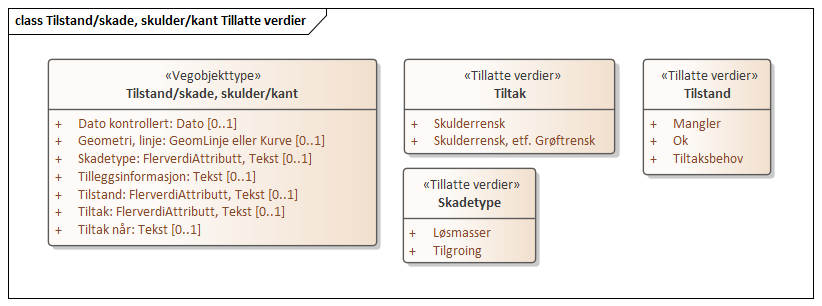 class Tilstand/skade, skulder/kant Tillatte verdier
«Vegobjekttype»
Tilstand/skade, skulder/kant
+ Dato kontrollert: Dato [0..1]
+ Geometri, linje: GeomLinje eller Kurve [0..1]
+ Skadetype: FlerverdiAttributt, Tekst [0..1]
+ Tilleggsinformasjon: Tekst [0..1]
+ Tilstand: FlerverdiAttributt, Tekst [0..1]
+ Tiltak: FlerverdiAttributt, Tekst [0..1]
+ Tiltak når: Tekst [0..1]
«Tillatte verdier»
Tiltak
+ Skulderrensk
+ Skulderrensk, etf. Grøftrensk
«Tillatte verdier»
Skadetype
+ Løsmasser
+ Tilgroing
«Tillatte verdier»
Tilstand
+ Mangler
+ Ok
+ Tiltaksbehov